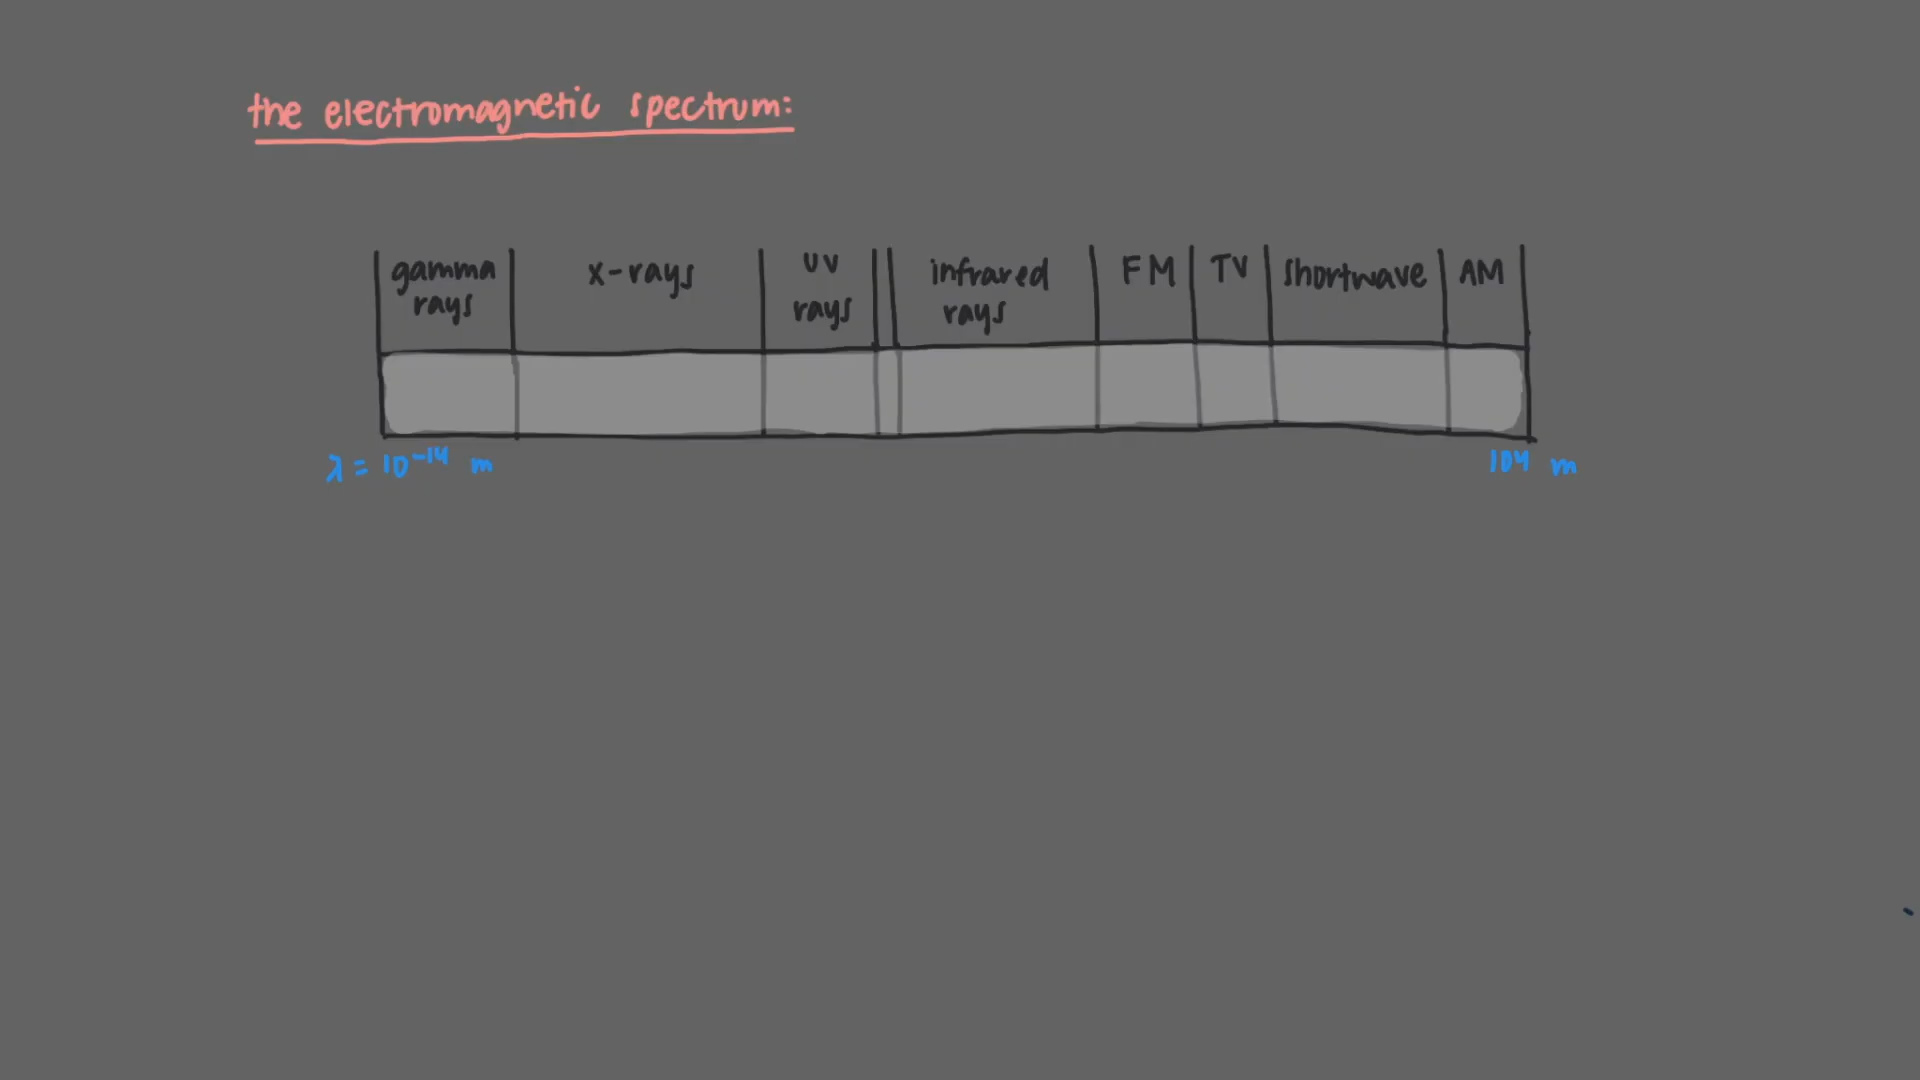 the electromagnetic spectrum:
gamma rays
x-rays
UV rays
infrared rays
FM
TV
shortwave
AM
λ = 10⁻¹⁴ m
104 m